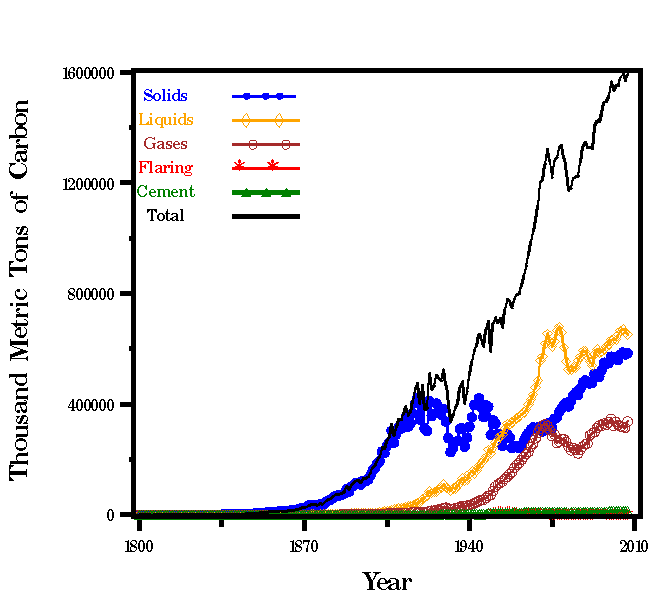 Thousand Metric Tons of Carbon
1600000
1200000
800000
400000
0
Solids
Liquids
Gases
Flaring
Cement
Total
1800
1870
1940
2010
Year